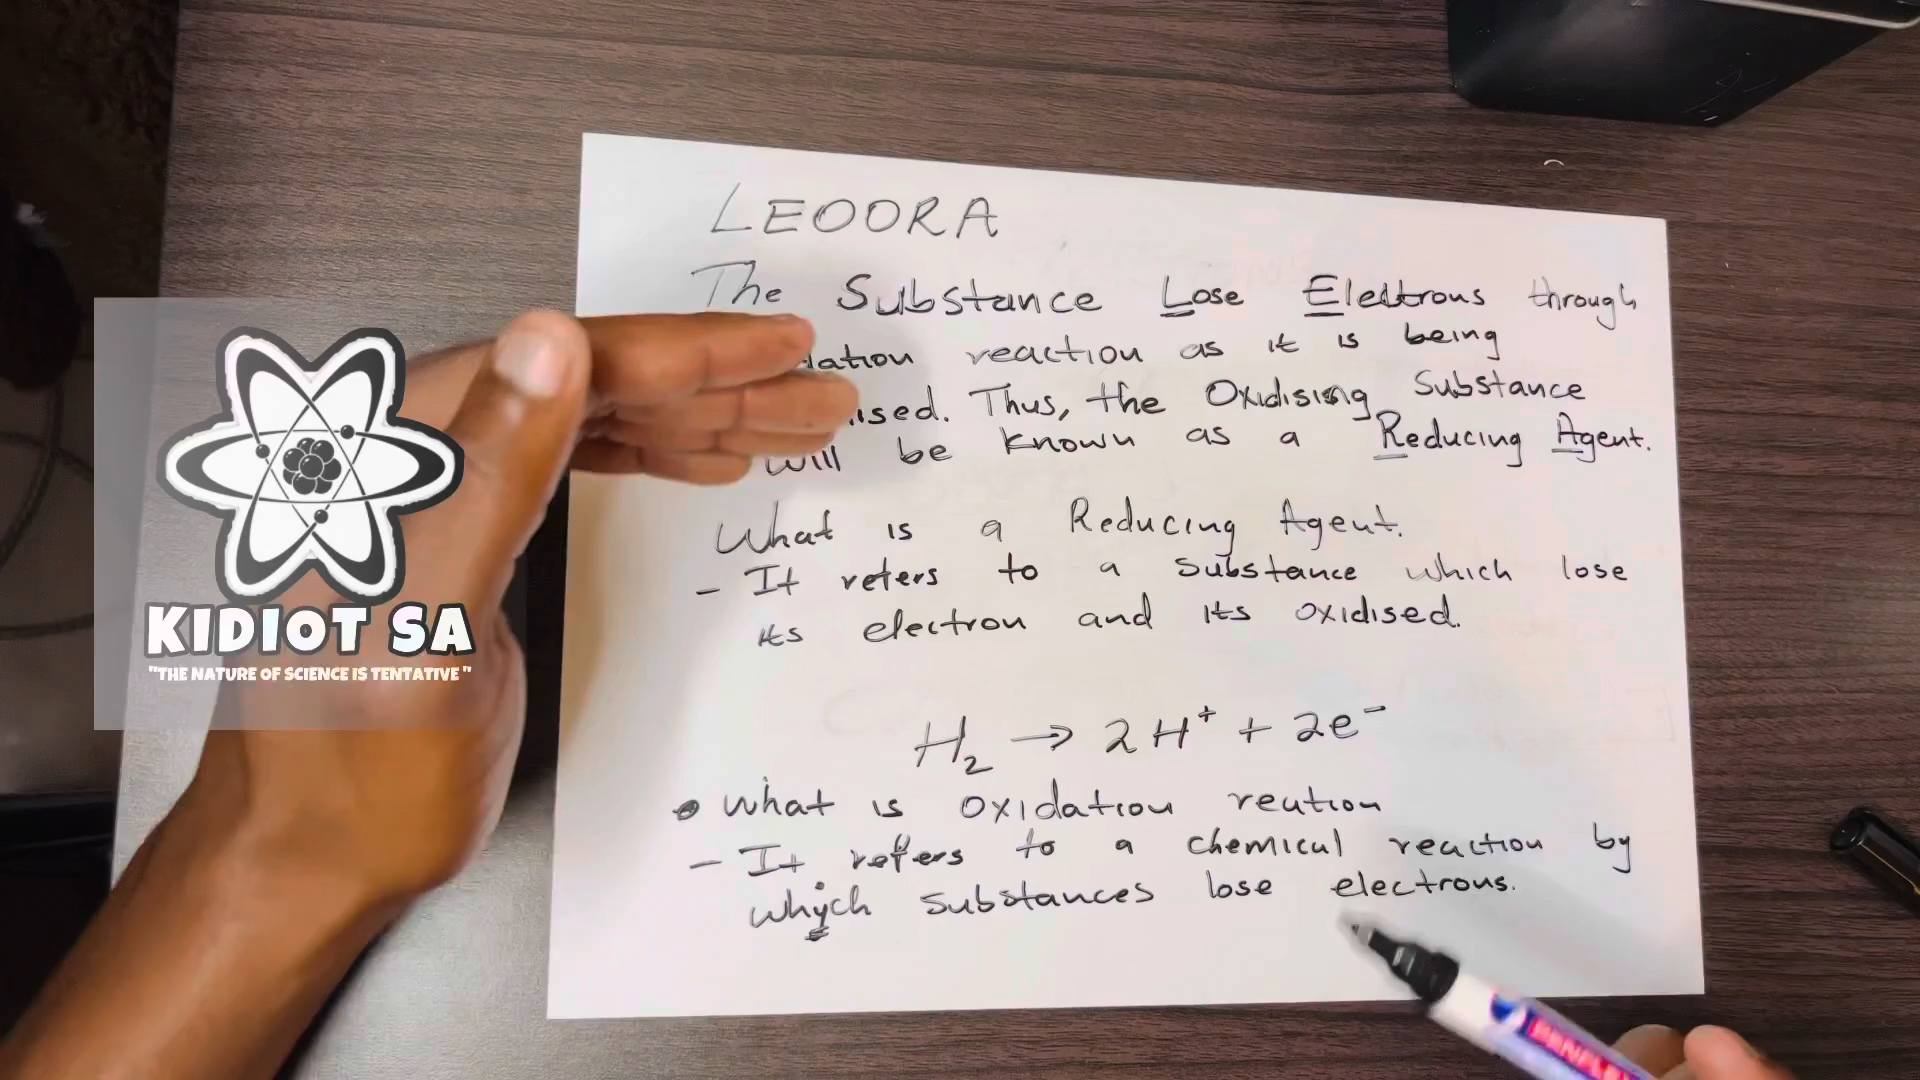 LEOORA
The Substance Lose Electrons through
dation reaction as it is being
ised. Thus, the Oxidising Substance
will be known as a Reducing Agent.
What is a Reducing Agent.
- It refers to a substance which lose
its electron and its oxidised.
H₂ → 2H⁺ + 2e⁻
• What is oxidation reaction
- It refers to a chemical reaction by
which substances lose electrons.
KIDIOT SA
"THE NATURE OF SCIENCE IS TENTATIVE"